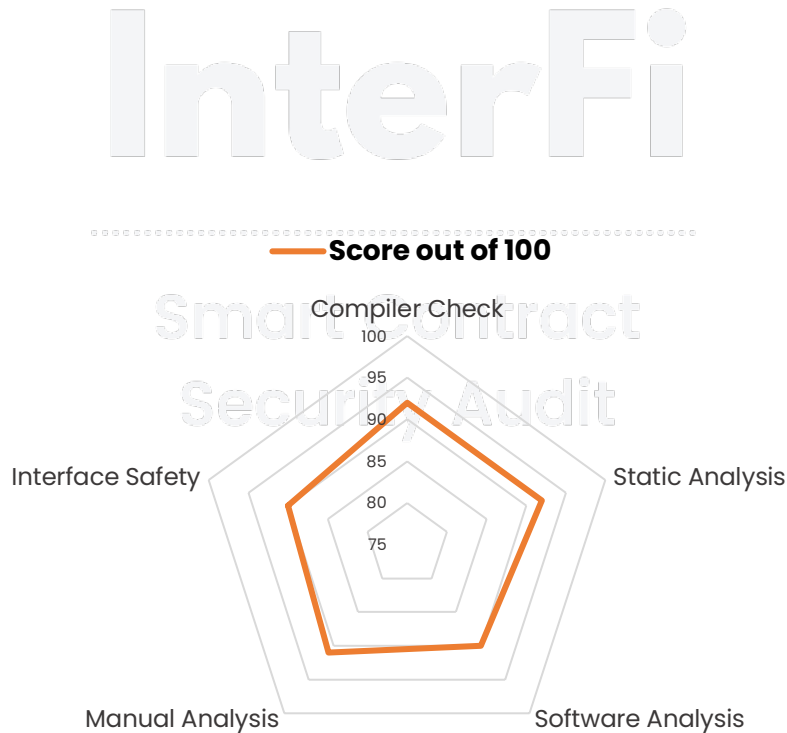 InterFi
Score out of 100
Smart Contract
Security Audit
Compiler Check
100
95
90
85
80
75
Interface Safety
Static Analysis
Manual Analysis
Software Analysis